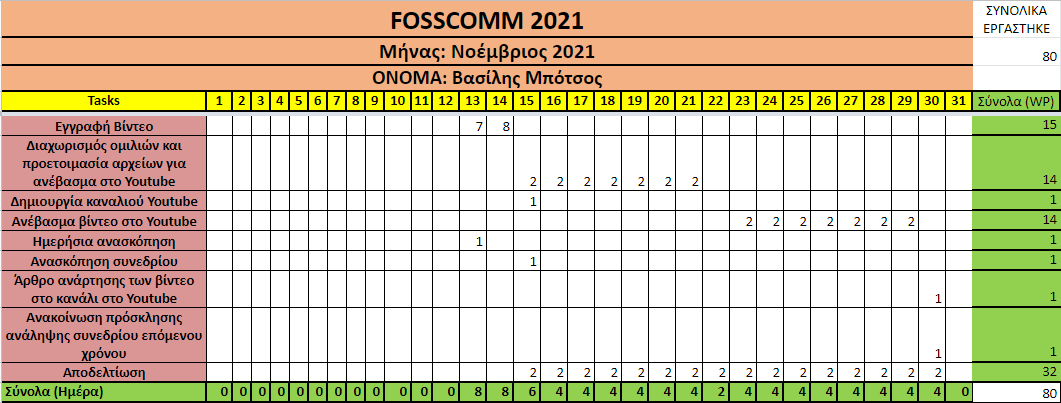 FOSSCOMM 2021
ΣΥΝΟΛΙΚΑ
ΕΡΓΑΣΤΗΚΕ
Μήνας: Νοέμβριος 2021
80
ΟΝΟΜΑ: Βασίλης Μπότσος
Tasks 1 2 3 4 5 6 7 8 9 10 11 12 13 14 15 16 17 18 19 20 21 22 23 24 25 26 27 28 29 30 31 Σύνολα (WP)
Εγγραφή Βίντεο 7 8 15
Διαχωρισμός ομιλιών και
προετοιμασία αρχείων για
ανέβασμα στο Youtube 2 2 2 2 2 2 2 14
Δημιουργία καναλιού Youtube 1 1
Ανέβασμα βίντεο στο Youtube 2 2 2 2 2 2 2 14
Ημερήσια ανασκόπηση 1 1
Ανασκόπηση συνεδρίου 1 1
Άρθρο ανάρτησης των βίντεο
στο κανάλι στο Youtube 1 1
Ανακοίνωση πρόσκλησης
ανάληψης συνεδρίου επόμενου
χρόνου 1 1
Αποδελτίωση 2 2 2 2 2 2 2 2 2 2 2 2 2 2 2 2 32
Σύνολα (Ημέρα) 0 0 0 0 0 0 0 0 0 0 0 0 8 8 6 4 4 4 4 4 4 2 4 4 4 4 4 4 4 4 0 80